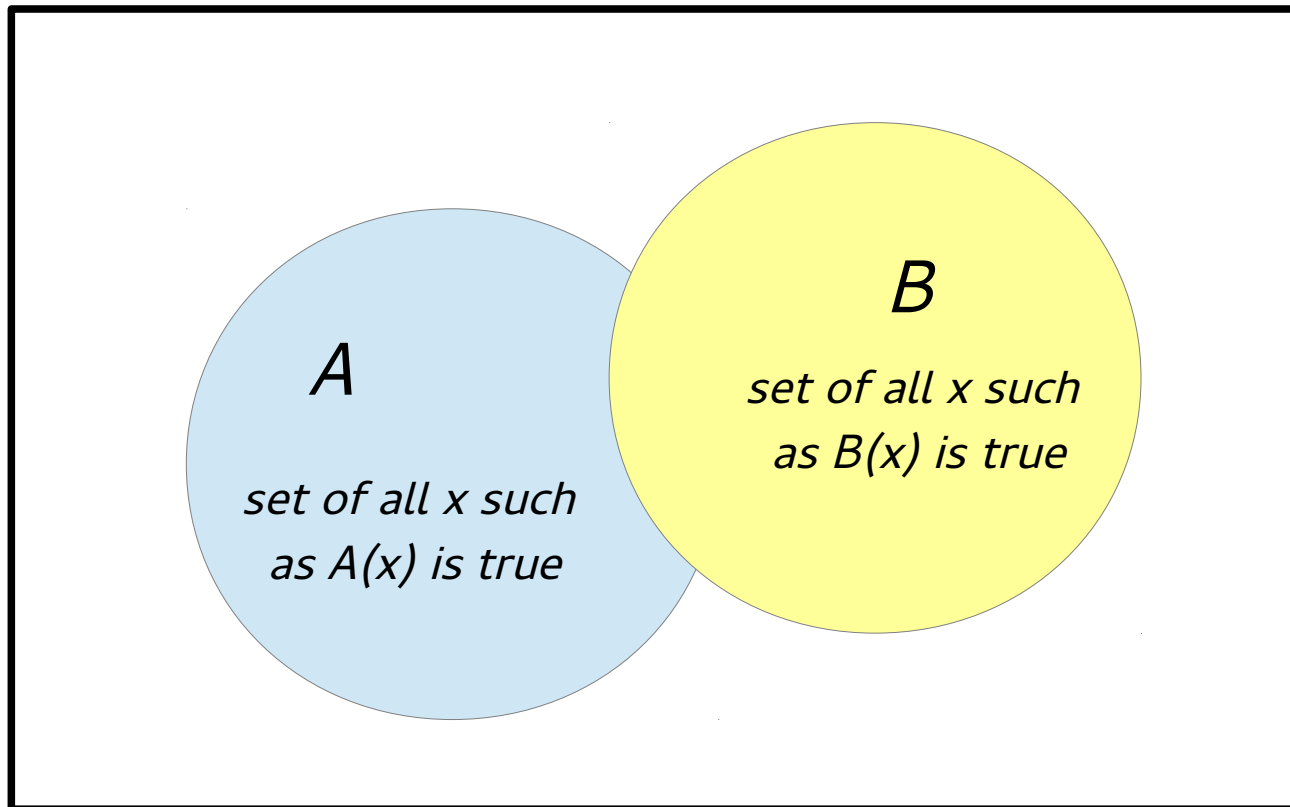 A
set of all x such
as A(x) is true
B
set of all x such
as B(x) is true